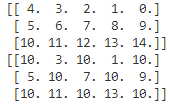 [[ 4. 3. 2. 1. 0.]
[ 5. 6. 7. 8. 9.]
[10. 11. 12. 13. 14.]]
[[10. 3. 10. 1. 10.]
[ 5. 10. 7. 10. 9.]
[10. 11. 10. 13. 10.]]